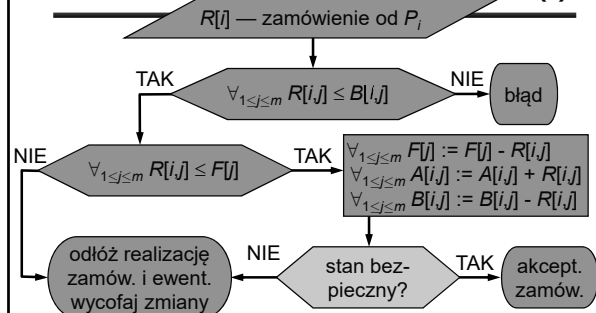 R[i] — zamówienie od Pᵢ
TAK
∀₁≤ⱼ≤ₘ R[i,j] ≤ B[i,j]
NIE
błąd
NIE
∀₁≤ⱼ≤ₘ R[i,j] ≤ F[j]
TAK
∀₁≤ⱼ≤ₘ F[j] := F[j] - R[i,j]
∀₁≤ⱼ≤ₘ A[i,j] := A[i,j] + R[i,j]
∀₁≤ⱼ≤ₘ B[i,j] := B[i,j] - R[i,j]
odłóż realizację
zamów. i ewent.
wycofaj zmiany
NIE
stan bez-
pieczny?
TAK
akcept.
zamów.